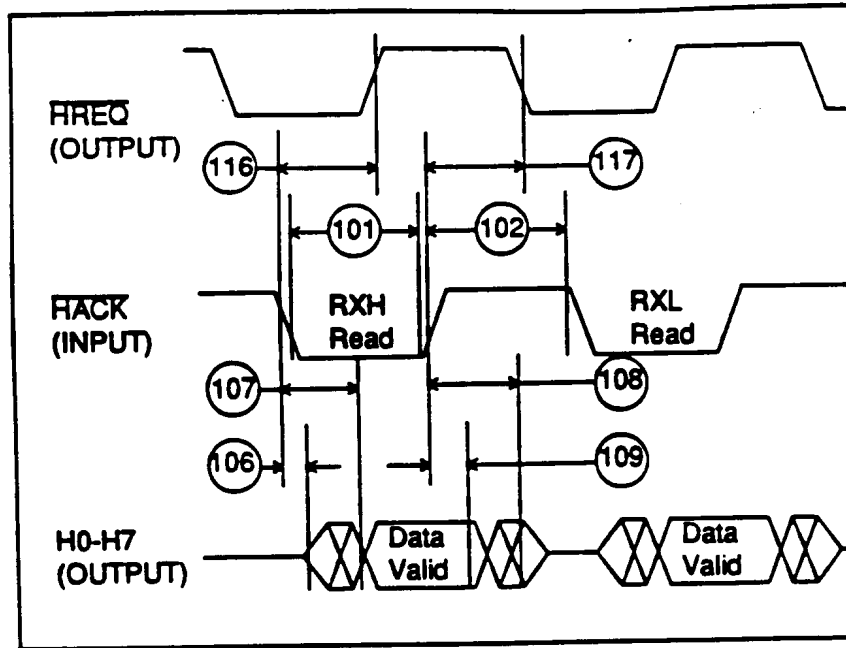 HREQ
(OUTPUT)
116
117
101
102
HACK
(INPUT)
RXH
Read
RXL
Read
107
108
106
109
H0-H7
(OUTPUT)
Data
Valid
Data
Valid